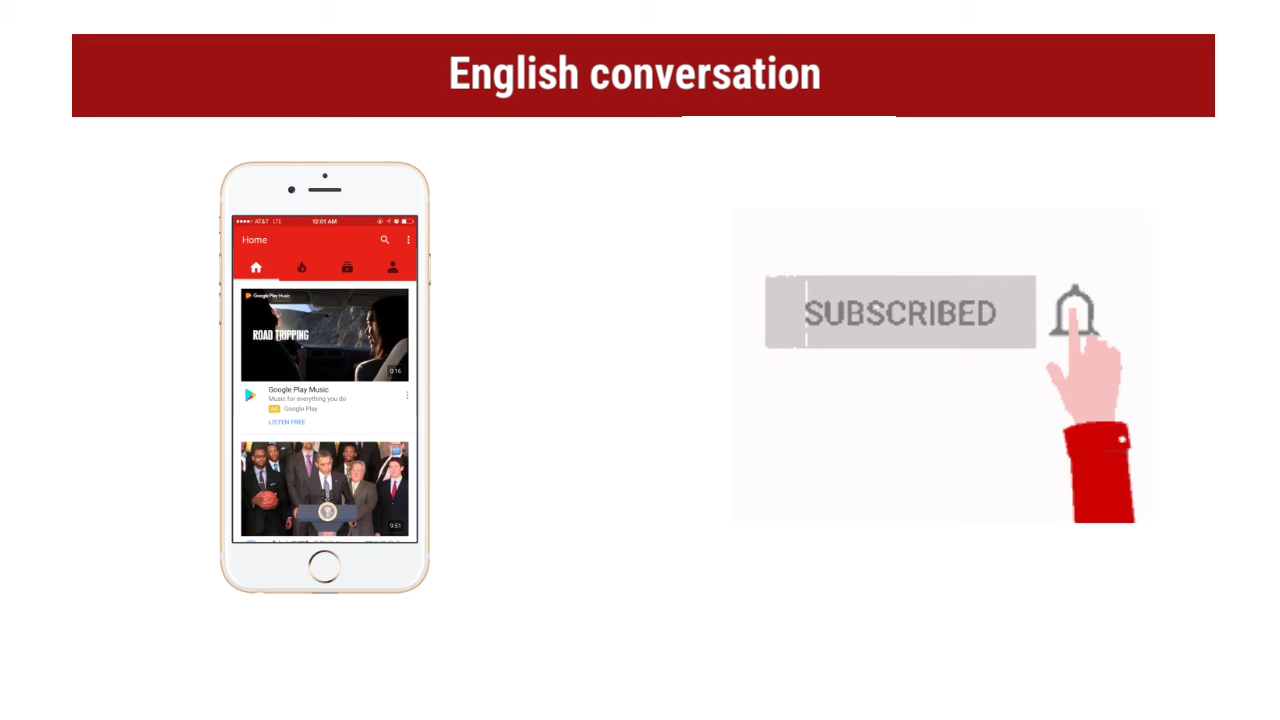 English conversation
AT&T LTE 12:01 AM
Home
Google Play Music
ROAD TRIPPING
0:16
Google Play Music
Music for everything you do
Ad Google Play
LISTEN FREE
9:51
SUBSCRIBED